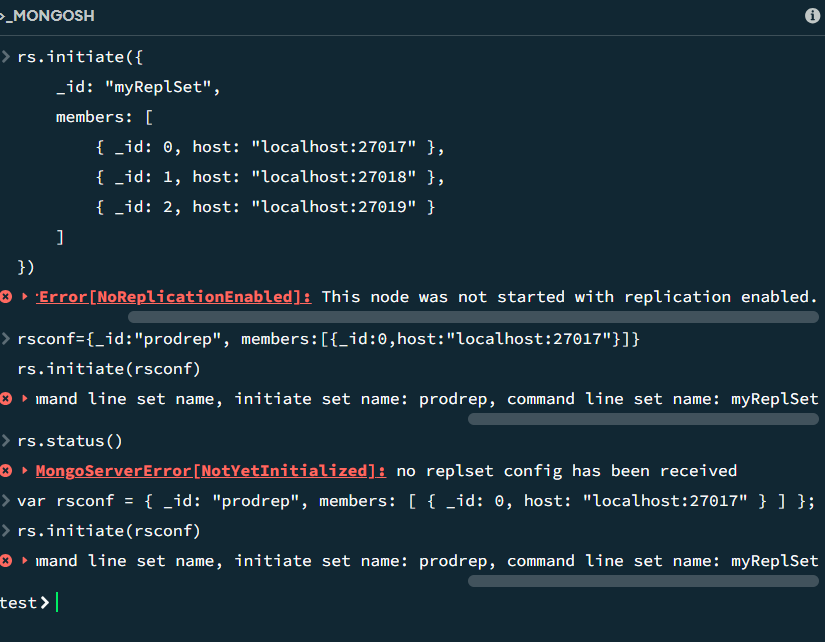 >_MONGOSH
> rs.initiate({
_id: "myReplSet",
members: [
{ _id: 0, host: "localhost:27017" },
{ _id: 1, host: "localhost:27018" },
{ _id: 2, host: "localhost:27019" }
]
})
Error[NoReplicationEnabled]: This node was not started with replication enabled.
> rsconf={_id:"prodrep", members:[{_id:0,host:"localhost:27017"}]}
rs.initiate(rsconf)
mand line set name, initiate set name: prodrep, command line set name: myReplSet
> rs.status()
MongoServerError[NotYetInitialized]: no replset config has been received
> var rsconf = { _id: "prodrep", members: [ { _id: 0, host: "localhost:27017" } ] };
> rs.initiate(rsconf)
mand line set name, initiate set name: prodrep, command line set name: myReplSet
test>